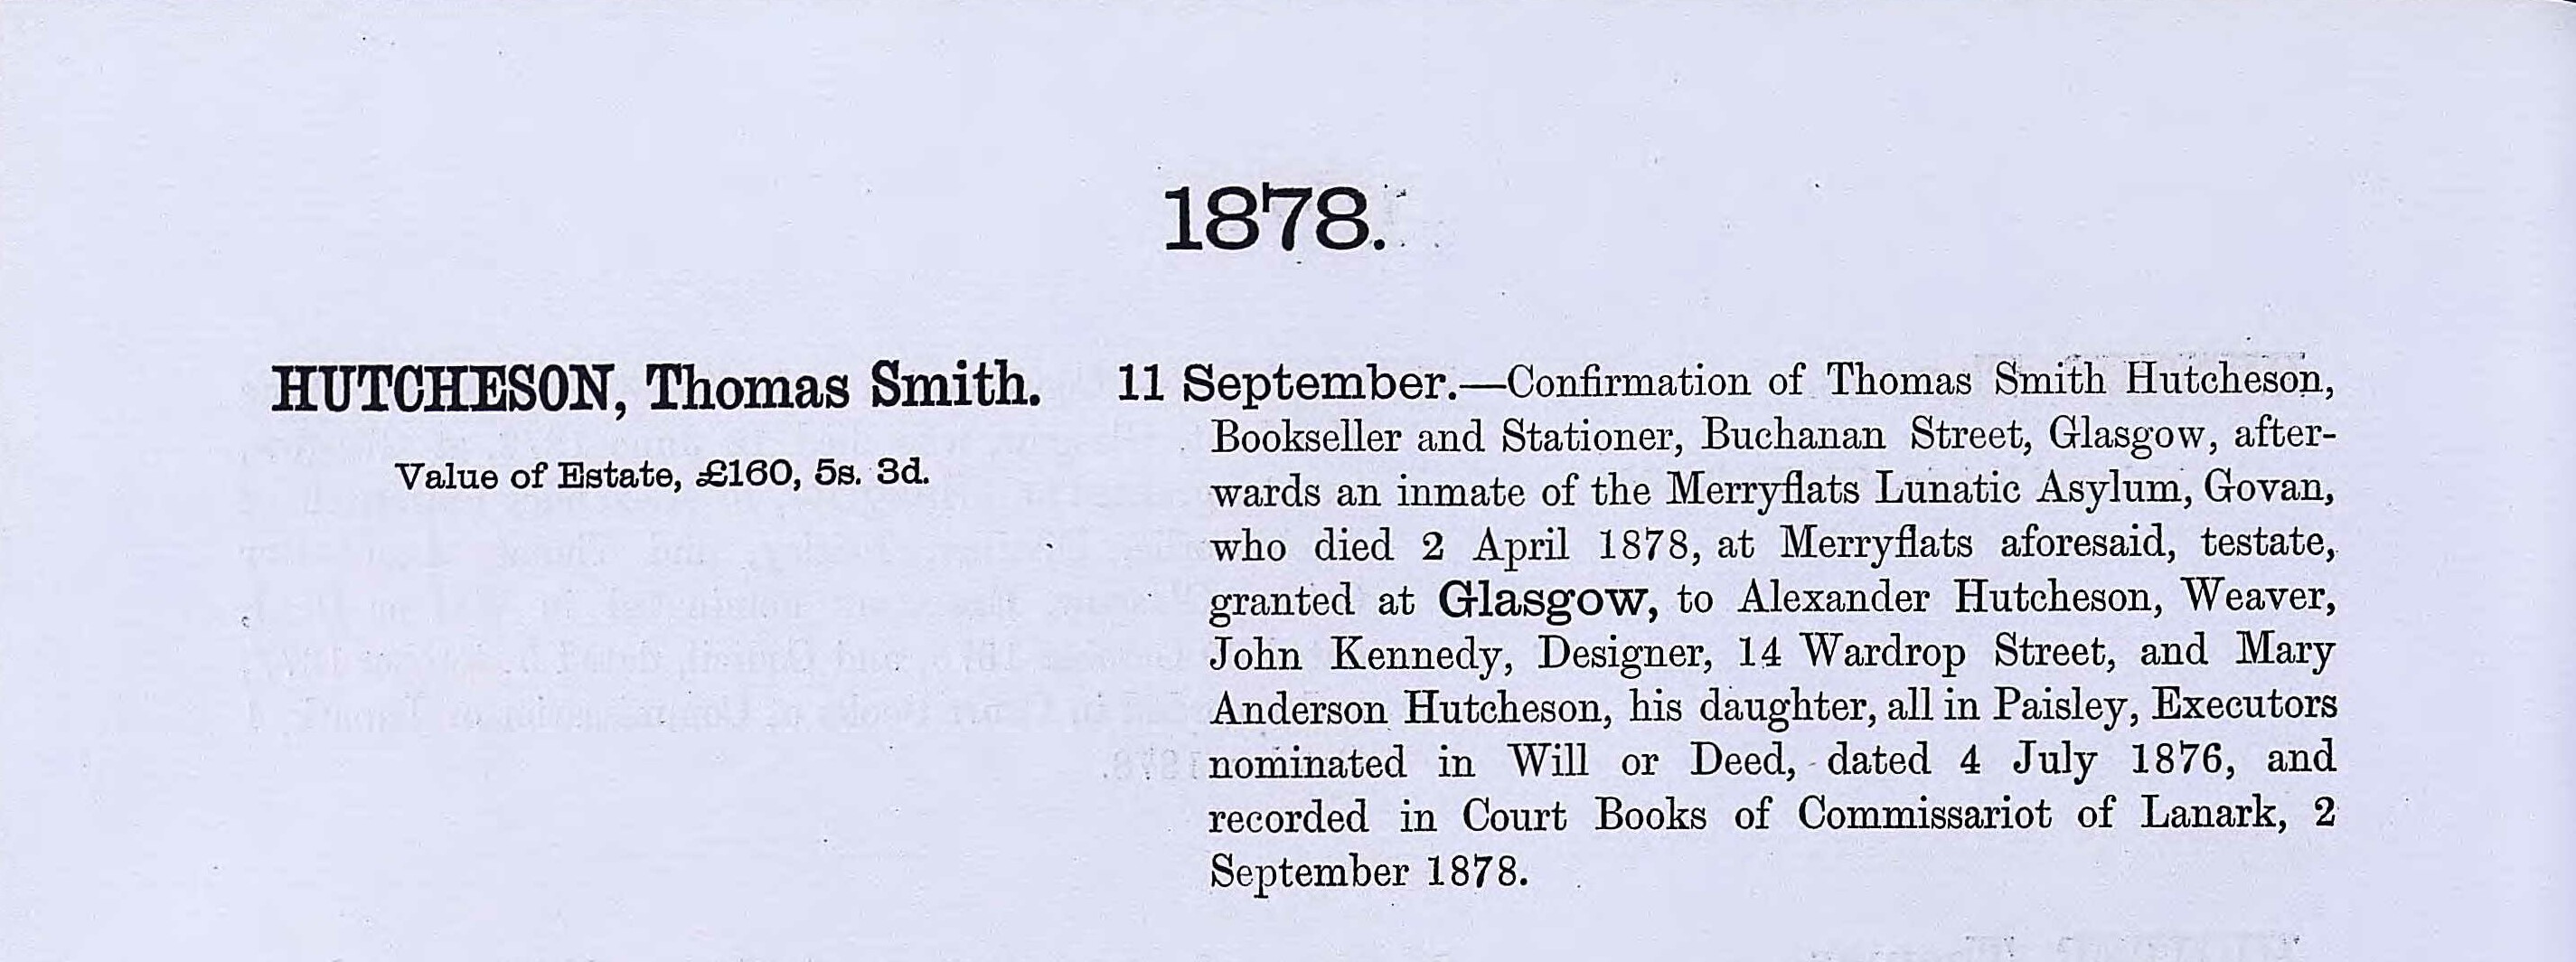 1878.
HUTCHESON, Thomas Smith.
Value of Estate, £160, 5s. 3d.
11 September.—Confirmation of Thomas Smith Hutcheson,
Bookseller and Stationer, Buchanan Street, Glasgow, after-
wards an inmate of the Merryflats Lunatic Asylum, Govan,
who died 2 April 1878, at Merryflats aforesaid, testate,
granted at Glasgow, to Alexander Hutcheson, Weaver,
John Kennedy, Designer, 14 Wardrop Street, and Mary
Anderson Hutcheson, his daughter, all in Paisley, Executors
nominated in Will or Deed, dated 4 July 1876, and
recorded in Court Books of Commissariot of Lanark, 2
September 1878.